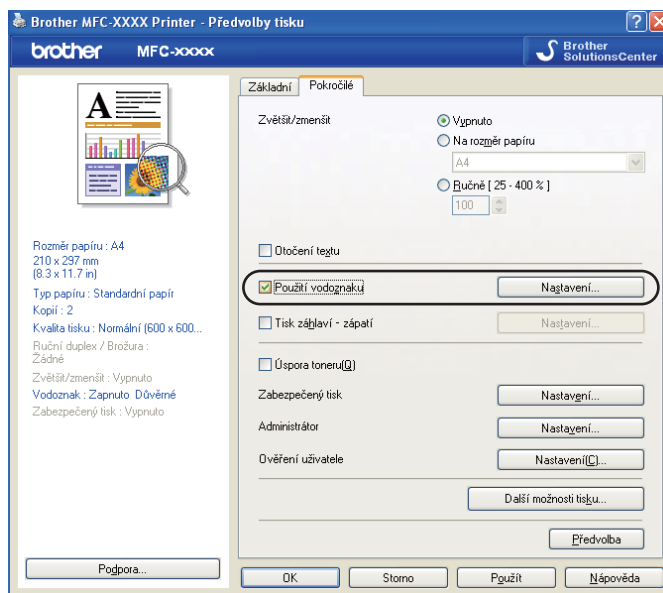 Brother MFC-XXXX Printer - Předvolby tisku
brother MFC-xxxx
Brother
SolutionsCenter
A
Rozměr papíru : A4
210 x 297 mm
(8.3 x 11.7 in)
Typ papíru : Standardní papír
Kopií : 2
Kvalita tisku : Normální (600 x 600...
Ruční duplex / Brožura :
Žádné
Zvětšit/zmenšit : Vypnuto
Vodoznak : Zapnuto Důvěrné
Zabezpečený tisk : Vypnuto
Podpora...
Základní Pokročilé
Zvětšit/zmenšit
Vypnuto
Na rozměr papíru
A4
Ručně [ 25 - 400 % ]
100
Otočení textu
Použití vodoznaku Nastavení...
Tisk záhlaví - zápatí Nastavení...
Úspora toneru(Q)
Zabezpečený tisk Nastavení...
Administrátor Nastavení...
Ověření uživatele Nastavení(C)...
Další možnosti tisku...
Předvolba
OK Storno Použít Nápověda